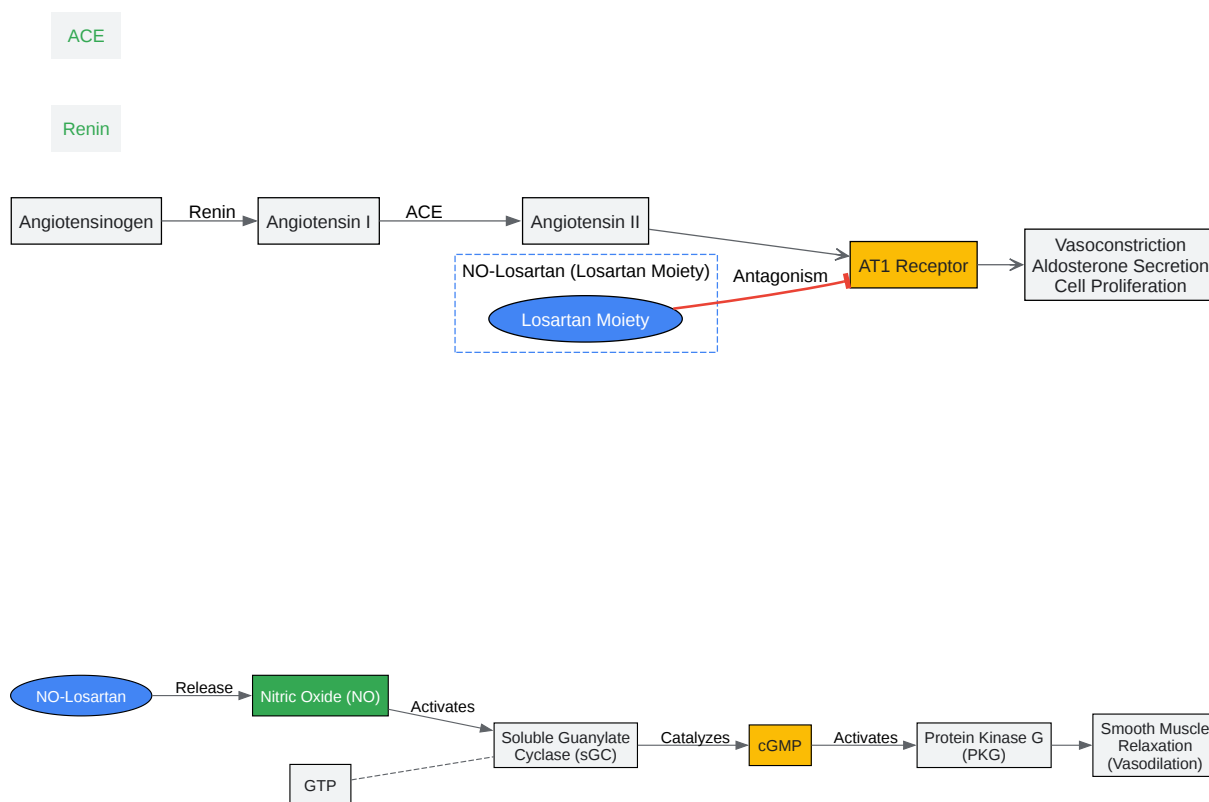 ACE
Renin
Angiotensinogen
Renin
Angiotensin I
ACE
Angiotensin II
NO-Losartan (Losartan Moiety)
Losartan Moiety
Antagonism
AT1 Receptor
Vasoconstriction
Aldosterone Secretion
Cell Proliferation
NO-Losartan
Release
Nitric Oxide (NO)
Activates
GTP
Soluble Guanylate
Cyclase (sGC)
Catalyzes
cGMP
Activates
Protein Kinase G
(PKG)
Smooth Muscle
Relaxation
(Vasodilation)